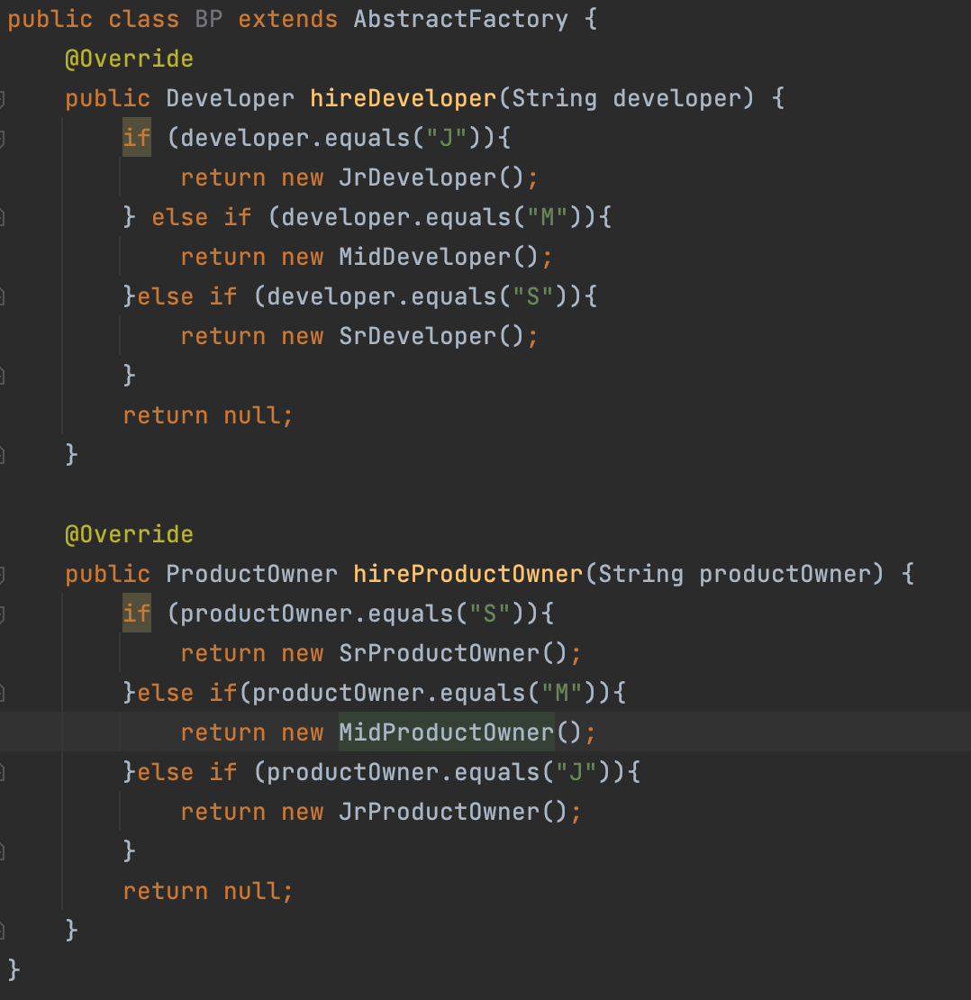 public class BP extends AbstractFactory {
@Override
public Developer hireDeveloper(String developer) {
if (developer.equals("J")){
return new JrDeveloper();
} else if (developer.equals("M")){
return new MidDeveloper();
}else if (developer.equals("S")){
return new SrDeveloper();
}
return null;
}
@Override
public ProductOwner hireProductOwner(String productOwner) {
if (productOwner.equals("S")){
return new SrProductOwner();
}else if(productOwner.equals("M")){
return new MidProductOwner();
}else if (productOwner.equals("J")){
return new JrProductOwner();
}
return null;
}
}